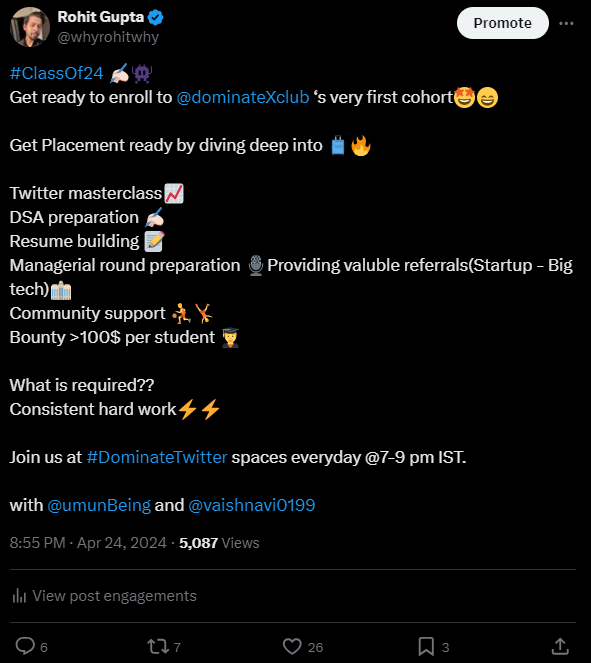 Rohit Gupta
Promote
@whyrohitwhy
#ClassOf24 ✍🏻👾
Get ready to enroll to @dominateXclub ‘s very first cohort🤩😄
Get Placement ready by diving deep into 🧳🔥
Twitter masterclass📈
DSA preparation ✍🏻
Resume building 📝
Managerial round preparation 🎙️Providing valuble referrals(Startup - Big
tech)🏙️
Community support ⛹️🤸
Bounty >100$ per student 👨‍🎓
What is required??
Consistent hard work⚡⚡
Join us at #DominateTwitter spaces everyday @7-9 pm IST.
with @umunBeing and @vaishnavi0199
8:55 PM · Apr 24, 2024 · 5,087 Views
View post engagements
6 7 26 3